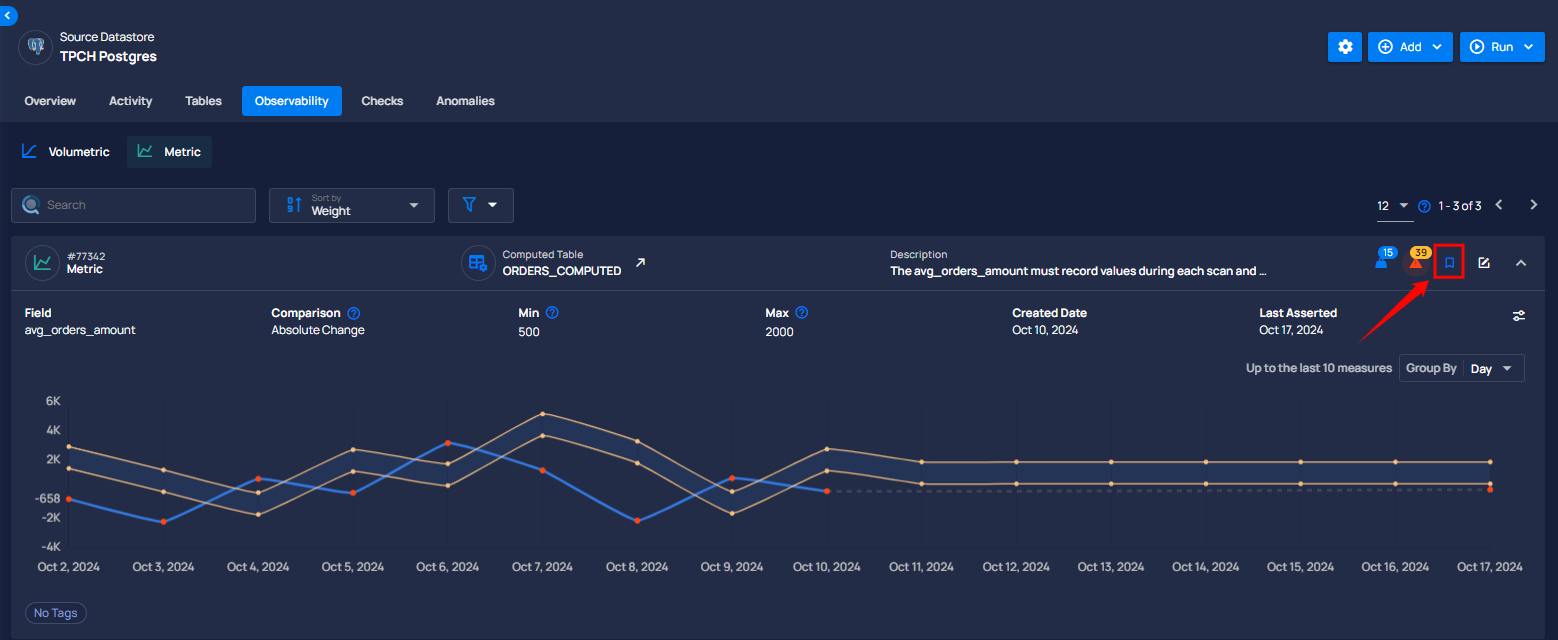 Source Datastore
TPCH Postgres
Add
Run
Overview Activity Tables Observability Checks Anomalies
Volumetric Metric
Search
Sort by
Weight
12 1 - 3 of 3
#77342
Metric
Computed Table
ORDERS_COMPUTED
Description
The avg_orders_amount must record values during each scan and ...
15
39
Field
avg_orders_amount
Comparison
Absolute Change
Min
500
Max
2000
Created Date
Oct 10, 2024
Last Asserted
Oct 17, 2024
Up to the last 10 measures Group By Day
6K
4K
2K
-658
-2K
-4K
Oct 2, 2024 Oct 3, 2024 Oct 4, 2024 Oct 5, 2024 Oct 6, 2024 Oct 7, 2024 Oct 8, 2024 Oct 9, 2024 Oct 10, 2024 Oct 11, 2024 Oct 12, 2024 Oct 13, 2024 Oct 14, 2024 Oct 15, 2024 Oct 16, 2024 Oct 17, 2024
No Tags